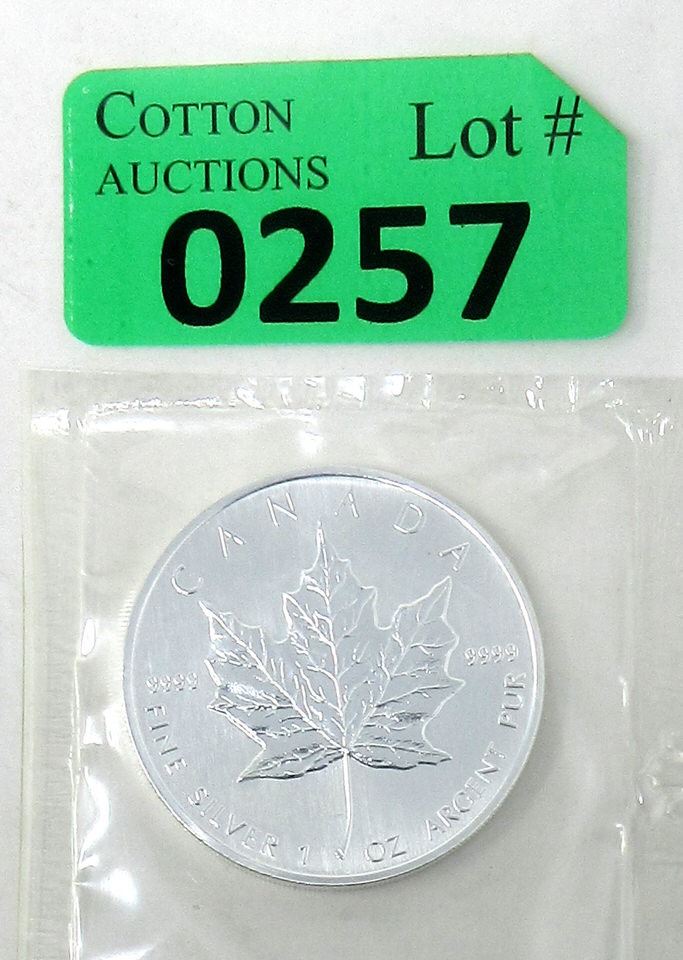 COTTON
AUCTIONS
Lot #
0257
CANADA
9999
9999
FINE SILVER 1 OZ ARGENT PUR